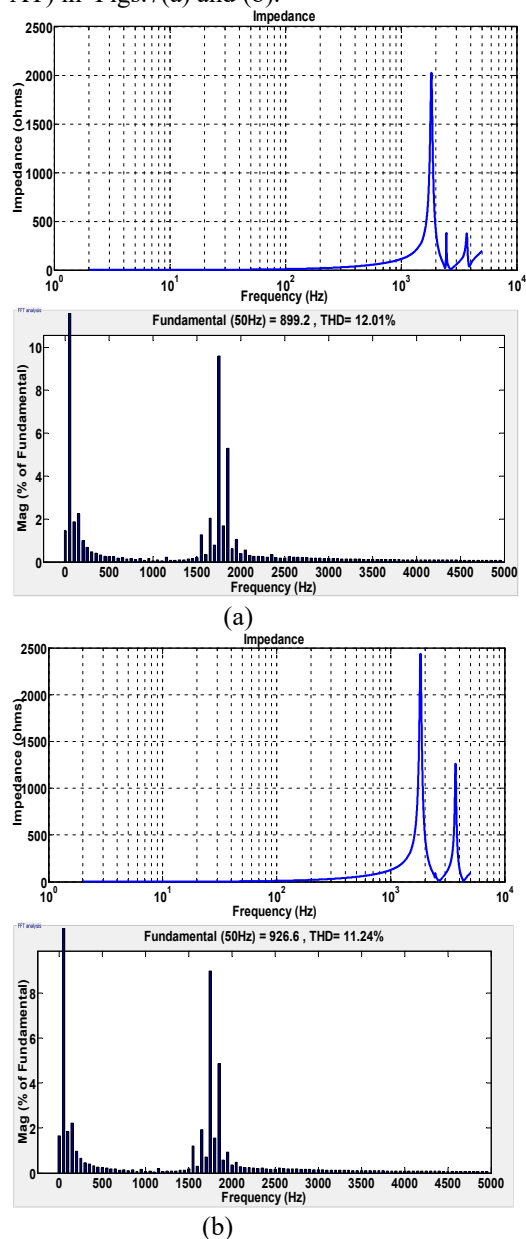 AT) in Figs.7(a) and (b).
Impedance
2500
2000
1500
1000
500
0
Impedance (ohms)
10^0 10^1 10^2 10^3 10^4
Frequency (Hz)
FFT analysis
Fundamental (50Hz) = 899.2 , THD= 12.01%
10
8
6
4
2
0
Mag (% of Fundamental)
0 500 1000 1500 2000 2500 3000 3500 4000 4500 5000
Frequency (Hz)
(a)
Impedance
2500
2000
1500
1000
500
0
Impedance (ohms)
10^0 10^1 10^2 10^3 10^4
Frequency (Hz)
FFT analysis
Fundamental (50Hz) = 926.6 , THD= 11.24%
8
6
4
2
0
Mag (% of Fundamental)
0 500 1000 1500 2000 2500 3000 3500 4000 4500 5000
Frequency (Hz)
(b)